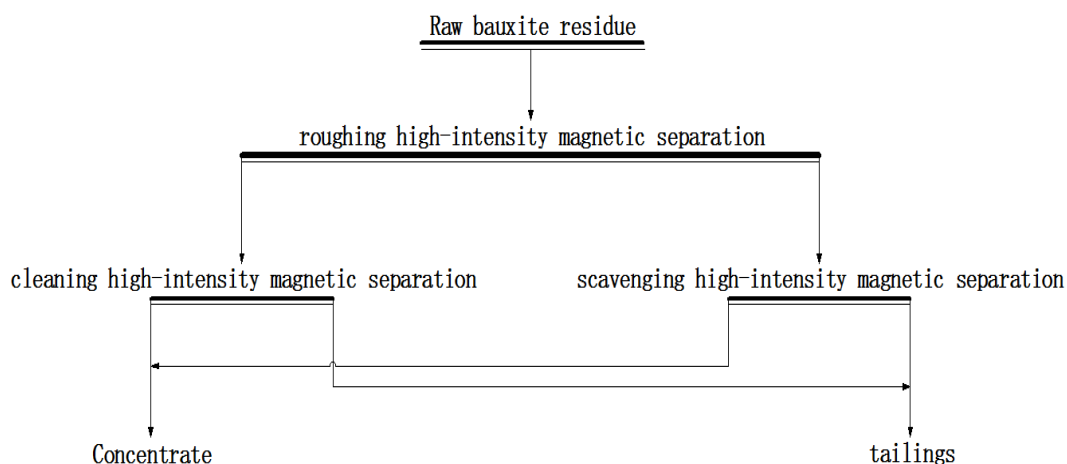 Raw bauxite residue
roughing high-intensity magnetic separation
cleaning high-intensity magnetic separation
scavenging high-intensity magnetic separation
Concentrate
tailings